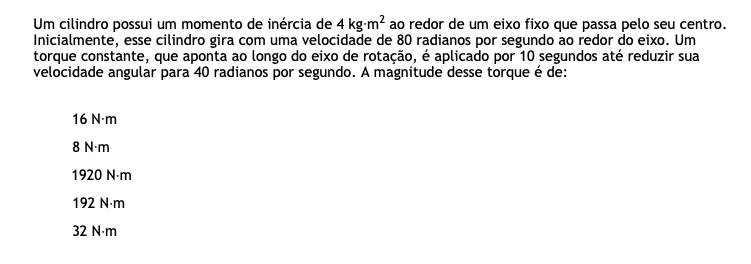 Um cilindro possui um momento de inércia de 4 kg·m² ao redor de um eixo fixo que passa pelo seu centro.
Inicialmente, esse cilindro gira com uma velocidade de 80 radianos por segundo ao redor do eixo. Um
torque constante, que aponta ao longo do eixo de rotação, é aplicado por 10 segundos até reduzir sua
velocidade angular para 40 radianos por segundo. A magnitude desse torque é de:
16 N·m
8 N·m
1920 N·m
192 N·m
32 N·m